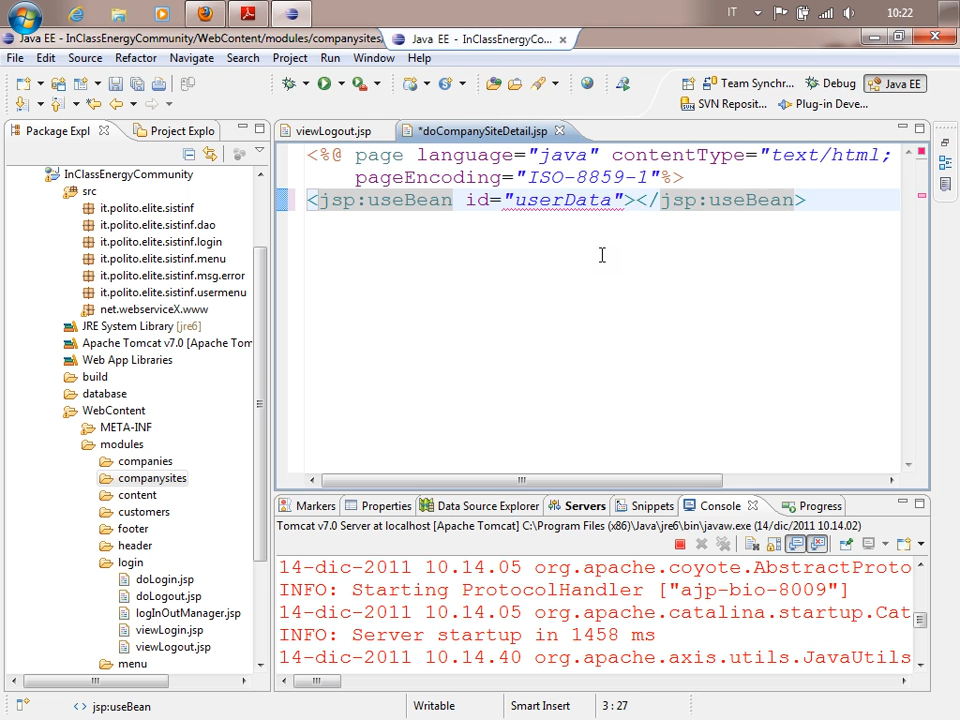 IT
10:22
Java EE - InClassEnergyCommunity/WebContent/modules/companysites/
Java EE - InClassEnergyCo...
File Edit Source Refactor Navigate Search Project Run Window Help
Team Synchr... Debug Java EE
SVN Reposit... Plug-in Deve...
Package Expl Project Explo
viewLogout.jsp *doCompanySiteDetail.jsp
InClassEnergyCommunity
src
it.polito.elite.sistinf
it.polito.elite.sistinf.dao
it.polito.elite.sistinf.login
it.polito.elite.sistinf.menu
it.polito.elite.sistinf.msg.error
it.polito.elite.sistinf.usermenu
net.webserviceX.www
JRE System Library [jre6]
Apache Tomcat v7.0 [Apache Tom
Web App Libraries
build
database
WebContent
META-INF
modules
companies
companysites
content
customers
footer
header
login
doLogin.jsp
doLogout.jsp
logInOutManager.jsp
viewLogin.jsp
viewLogout.jsp
menu
<%@ page language="java" contentType="text/html;
pageEncoding="ISO-8859-1"%>
<jsp:useBean id="userData"></jsp:useBean>
Markers Properties Data Source Explorer Servers Snippets Console Progress
Tomcat v7.0 Server at localhost [Apache Tomcat] C:\Program Files (x86)\Java\jre6\bin\javaw.exe (14/dic/2011 10.14.02)
14-dic-2011 10.14.05 org.apache.coyote.AbstractProto
INFO: Starting ProtocolHandler ["ajp-bio-8009"]
14-dic-2011 10.14.05 org.apache.catalina.startup.Cat
INFO: Server startup in 1458 ms
14-dic-2011 10.14.40 org.apache.axis.utils.JavaUtils
jsp:useBean
Writable
Smart Insert
3 : 27